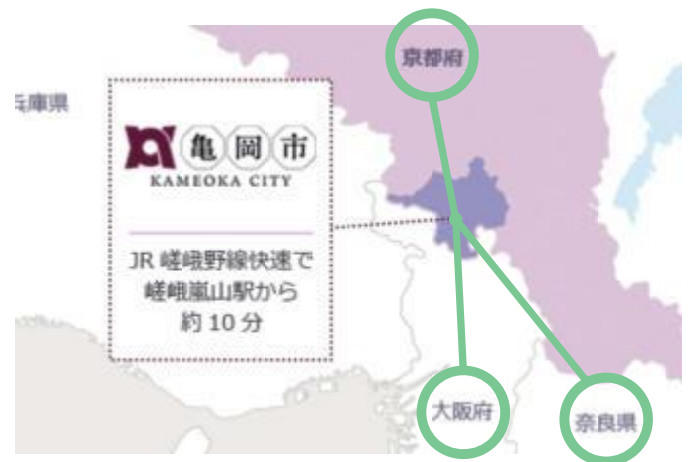 京都府
兵庫県
亀岡市
KAMEOKA CITY
JR 嵯峨野線快速で
嵯峨嵐山駅から
約 10 分
大阪府
奈良県